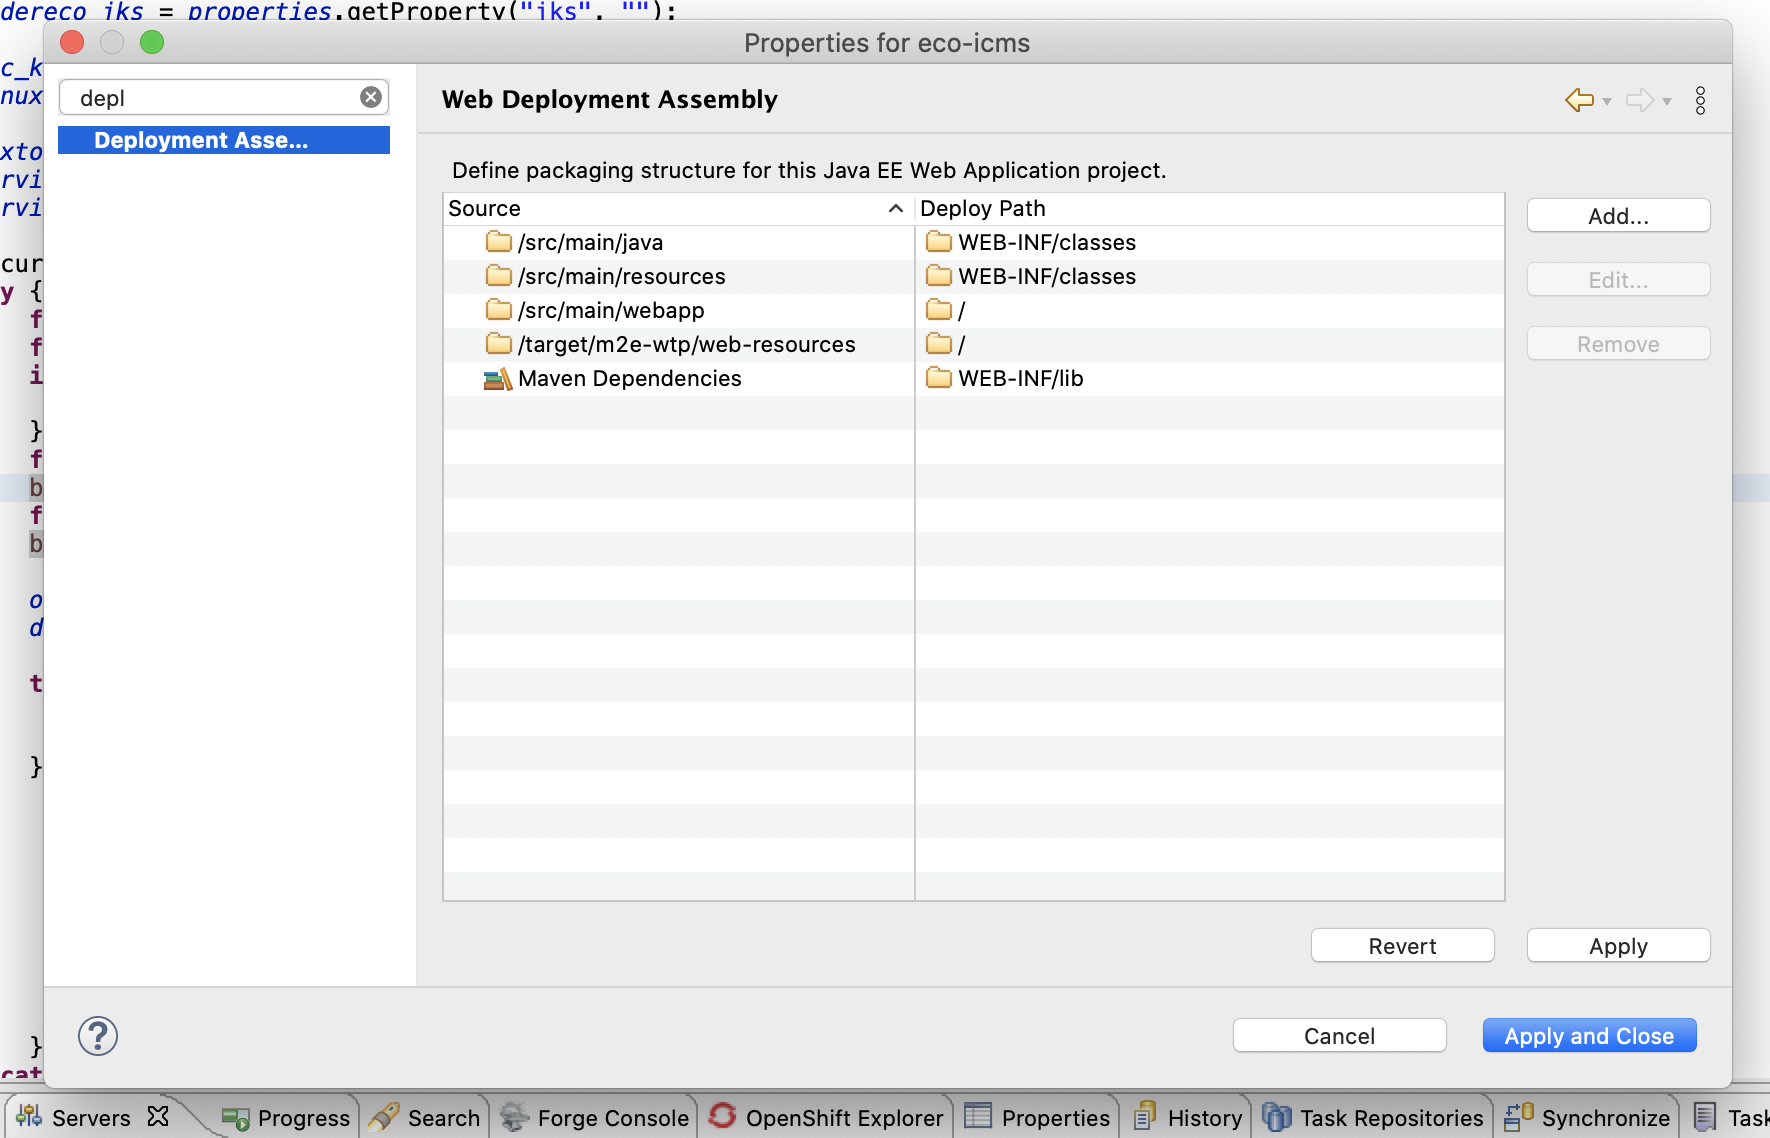 dereco jks = properties.getProperty("jks", "");
Properties for eco-icms
c_k
nux
depl
Web Deployment Assembly
Deployment Asse...
xto
rvi
rvi
Define packaging structure for this Java EE Web Application project.
Source Deploy Path
Add...
/src/main/java WEB-INF/classes
cur
/src/main/resources WEB-INF/classes
Edit...
y {
/src/main/webapp /
f
/target/m2e-wtp/web-resources /
Remove
f
Maven Dependencies WEB-INF/lib
i
}
f
b
f
b
o
d
t
}
Revert Apply
? Cancel Apply and Close
}
cat
Servers Progress Search Forge Console OpenShift Explorer Properties History Task Repositories Synchronize Task